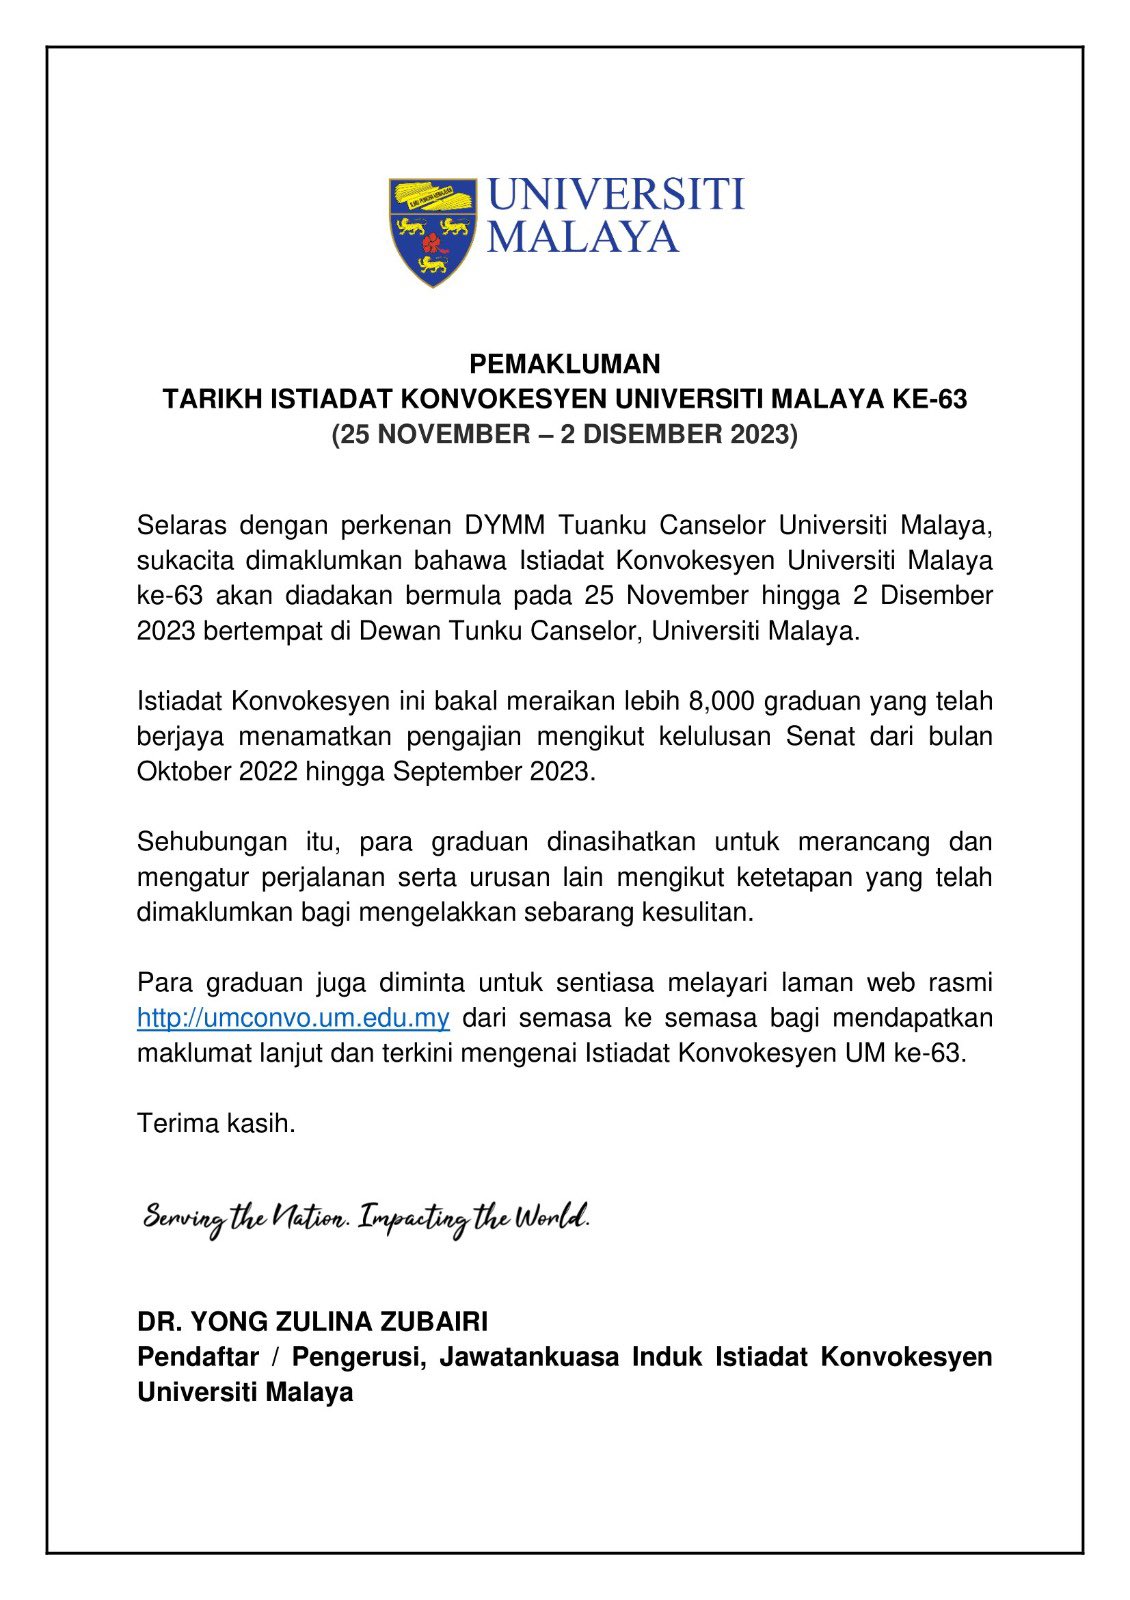 UNIVERSITI
MALAYA
ILMU PUNCHA KEMAJUAN
PEMAKLUMAN
TARIKH ISTIADAT KONVOKESYEN UNIVERSITI MALAYA KE-63
(25 NOVEMBER – 2 DISEMBER 2023)
Selaras dengan perkenan DYMM Tuanku Canselor Universiti Malaya,
sukacita dimaklumkan bahawa Istiadat Konvokesyen Universiti Malaya
ke-63 akan diadakan bermula pada 25 November hingga 2 Disember
2023 bertempat di Dewan Tunku Canselor, Universiti Malaya.
Istiadat Konvokesyen ini bakal meraikan lebih 8,000 graduan yang telah
berjaya menamatkan pengajian mengikut kelulusan Senat dari bulan
Oktober 2022 hingga September 2023.
Sehubungan itu, para graduan dinasihatkan untuk merancang dan
mengatur perjalanan serta urusan lain mengikut ketetapan yang telah
dimaklumkan bagi mengelakkan sebarang kesulitan.
Para graduan juga diminta untuk sentiasa melayari laman web rasmi
http://umconvo.um.edu.my dari semasa ke semasa bagi mendapatkan
maklumat lanjut dan terkini mengenai Istiadat Konvokesyen UM ke-63.
Terima kasih.
Serving the Nation. Impacting the World.
DR. YONG ZULINA ZUBAIRI
Pendaftar / Pengerusi, Jawatankuasa Induk Istiadat Konvokesyen
Universiti Malaya